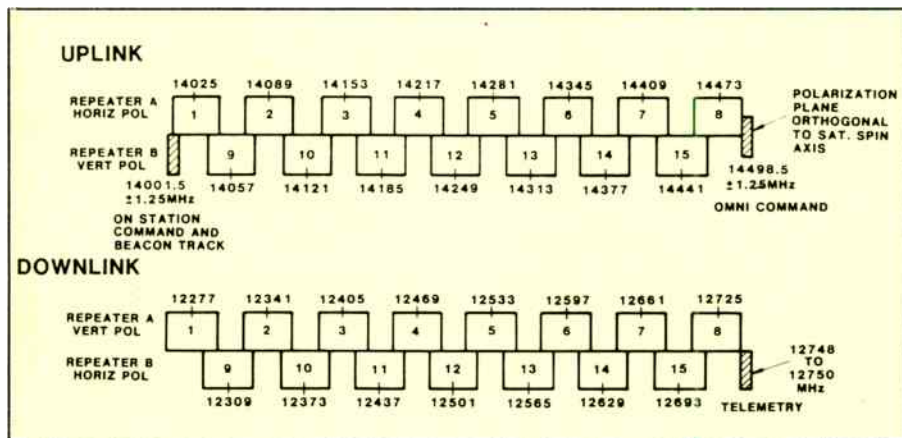 UPLINK
14025 14089 14153 14217 14281 14345 14409 14473
REPEATER A
HORIZ POL
1 2 3 4 5 6 7 8
POLARIZATION
PLANE
ORTHOGONAL
TO SAT. SPIN
AXIS
REPEATER B
VERT POL
9 10 11 12 13 14 15
14001.5
±1.25MHz
14057 14121 14185 14249 14313 14377 14441
14498.5
±1.25MHz
ON STATION
COMMAND AND
BEACON TRACK
OMNI COMMAND
DOWNLINK
12277 12341 12405 12469 12533 12597 12661 12725
REPEATER A
VERT POL
1 2 3 4 5 6 7 8
REPEATER B
HORIZ POL
9 10 11 12 13 14 15
12748
TO
12750
MHz
12309 12373 12437 12501 12565 12629 12693
TELEMETRY